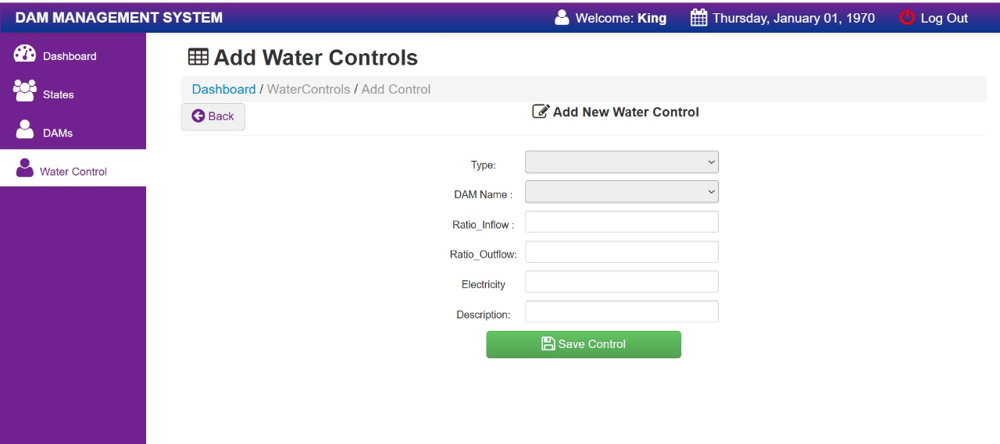 DAM MANAGEMENT SYSTEM Welcome: King Thursday, January 01, 1970 Log Out
Dashboard
States
DAMs
Water Control
Add Water Controls
Dashboard / WaterControls / Add Control
Back
Add New Water Control
Type:
DAM Name :
Ratio_Inflow :
Ratio_Outflow:
Electricity
Description:
Save Control